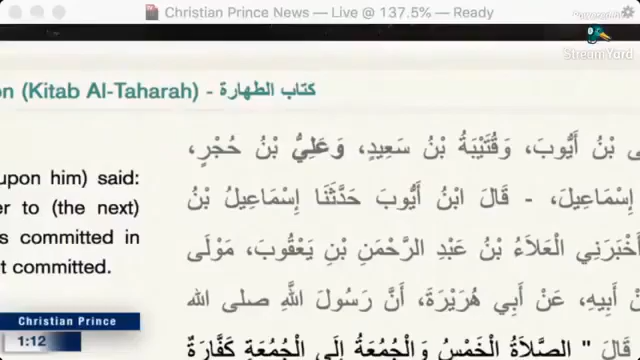 Christian Prince News — Live @ 137.5% — Ready
Stream Yard
on (Kitab Al-Taharah) - كتاب الطهارة
بْنُ أَيُّوبَ، وَقُتَيْبَةُ بْنُ سَعِيدٍ، وَعَلِيُّ بْنُ حُجْرٍ،
upon him) said:
إِسْمَاعِيلَ، - قَالَ ابْنُ أَيُّوبَ حَدَّثَنَا إِسْمَاعِيلُ بْنُ
er to (the next)
أَخْبَرَنِي الْعَلاَءُ بْنُ عَبْدِ الرَّحْمَنِ بْنِ يَعْقُوبَ، مَوْلَى
s committed in
أَبِيهِ، عَنْ أَبِي هُرَيْرَةَ، أَنَّ رَسُولَ اللَّهِ صلى الله
t committed.
قَالَ " الصَّلاَةُ الْخَمْسُ وَالْجُمُعَةُ إِلَى الْجُمُعَةِ كَفَّارَةٌ
Christian Prince
1:12